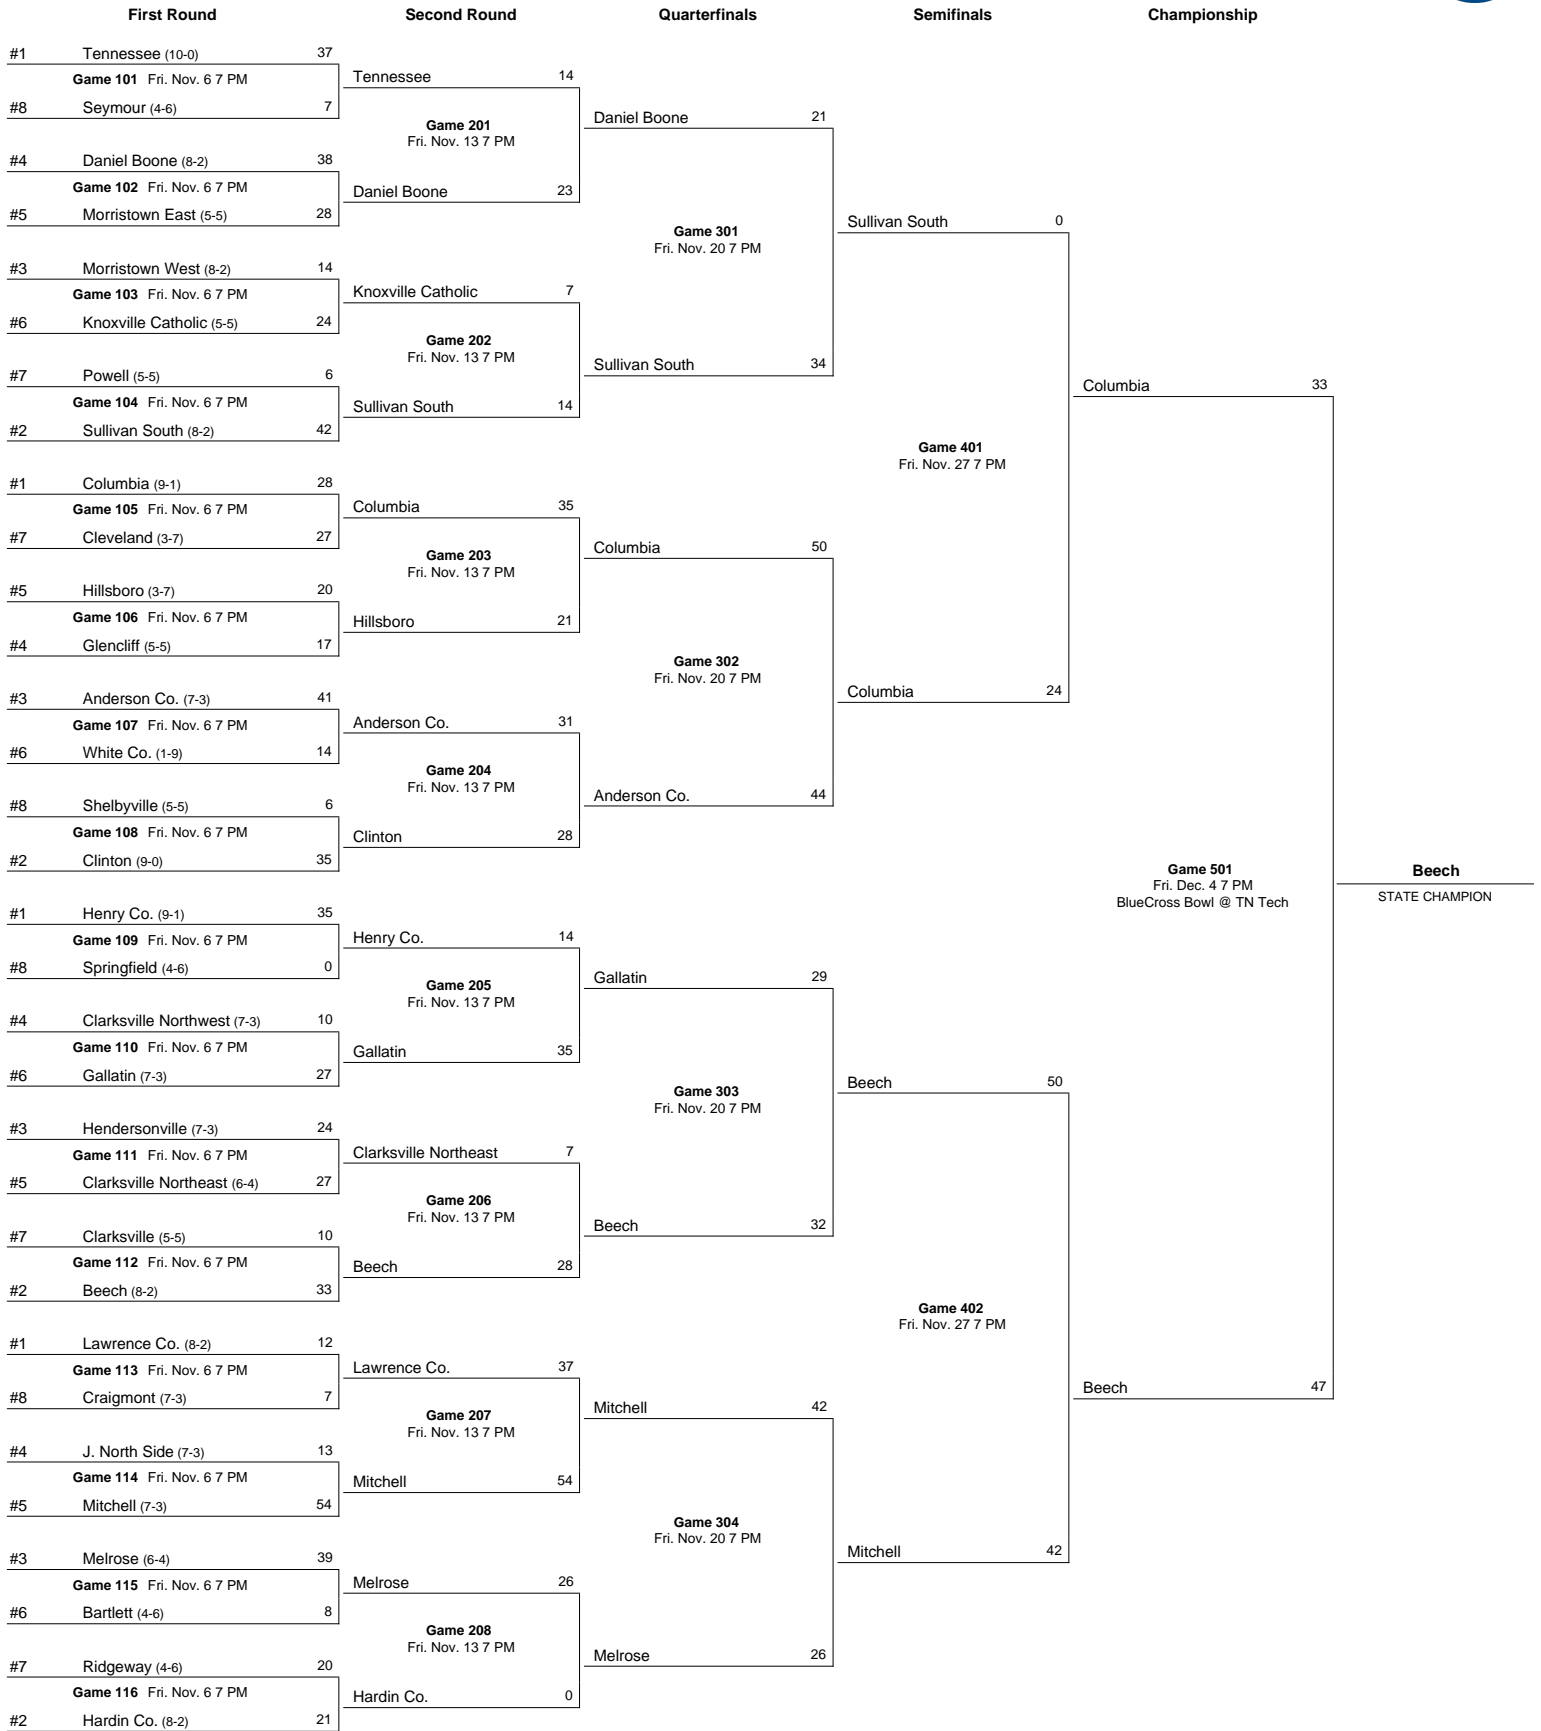 First Round Second Round Quarterfinals Semifinals Championship
#1 Tennessee (10-0) 37
Game 101 Fri. Nov. 6 7 PM
#8 Seymour (4-6) 7
#4 Daniel Boone (8-2) 38
Game 102 Fri. Nov. 6 7 PM
#5 Morristown East (5-5) 28
#3 Morristown West (8-2) 14
Game 103 Fri. Nov. 6 7 PM
#6 Knoxville Catholic (5-5) 24
#7 Powell (5-5) 6
Game 104 Fri. Nov. 6 7 PM
#2 Sullivan South (8-2) 42
#1 Columbia (9-1) 28
Game 105 Fri. Nov. 6 7 PM
#7 Cleveland (3-7) 27
#5 Hillsboro (3-7) 20
Game 106 Fri. Nov. 6 7 PM
#4 Glencliff (5-5) 17
#3 Anderson Co. (7-3) 41
Game 107 Fri. Nov. 6 7 PM
#6 White Co. (1-9) 14
#8 Shelbyville (5-5) 6
Game 108 Fri. Nov. 6 7 PM
#2 Clinton (9-0) 35
#1 Henry Co. (9-1) 35
Game 109 Fri. Nov. 6 7 PM
#8 Springfield (4-6) 0
#4 Clarksville Northwest (7-3) 10
Game 110 Fri. Nov. 6 7 PM
#6 Gallatin (7-3) 27
#3 Hendersonville (7-3) 24
Game 111 Fri. Nov. 6 7 PM
#5 Clarksville Northeast (6-4) 27
#7 Clarksville (5-5) 10
Game 112 Fri. Nov. 6 7 PM
#2 Beech (8-2) 33
#1 Lawrence Co. (8-2) 12
Game 113 Fri. Nov. 6 7 PM
#8 Craigmont (7-3) 7
#4 J. North Side (7-3) 13
Game 114 Fri. Nov. 6 7 PM
#5 Mitchell (7-3) 54
#3 Melrose (6-4) 39
Game 115 Fri. Nov. 6 7 PM
#6 Bartlett (4-6) 8
#7 Ridgeway (4-6) 20
Game 116 Fri. Nov. 6 7 PM
#2 Hardin Co. (8-2) 21
Tennessee 14
Game 201
Fri. Nov. 13 7 PM
Daniel Boone 23
Knoxville Catholic 7
Game 202
Fri. Nov. 13 7 PM
Sullivan South 14
Columbia 35
Game 203
Fri. Nov. 13 7 PM
Hillsboro 21
Anderson Co. 31
Game 204
Fri. Nov. 13 7 PM
Clinton 28
Henry Co. 14
Game 205
Fri. Nov. 13 7 PM
Gallatin 35
Clarksville Northeast 7
Game 206
Fri. Nov. 13 7 PM
Beech 28
Lawrence Co. 37
Game 207
Fri. Nov. 13 7 PM
Mitchell 54
Melrose 26
Game 208
Fri. Nov. 13 7 PM
Hardin Co. 0
Daniel Boone 21
Game 301
Fri. Nov. 20 7 PM
Sullivan South 34
Columbia 50
Game 302
Fri. Nov. 20 7 PM
Anderson Co. 44
Gallatin 29
Game 303
Fri. Nov. 20 7 PM
Beech 32
Mitchell 42
Game 304
Fri. Nov. 20 7 PM
Melrose 26
Sullivan South 0
Game 401
Fri. Nov. 27 7 PM
Columbia 24
Beech 50
Game 402
Fri. Nov. 27 7 PM
Mitchell 42
Columbia 33
Game 501
Fri. Dec. 4 7 PM
BlueCross Bowl @ TN Tech
Beech 47
Beech
STATE CHAMPION